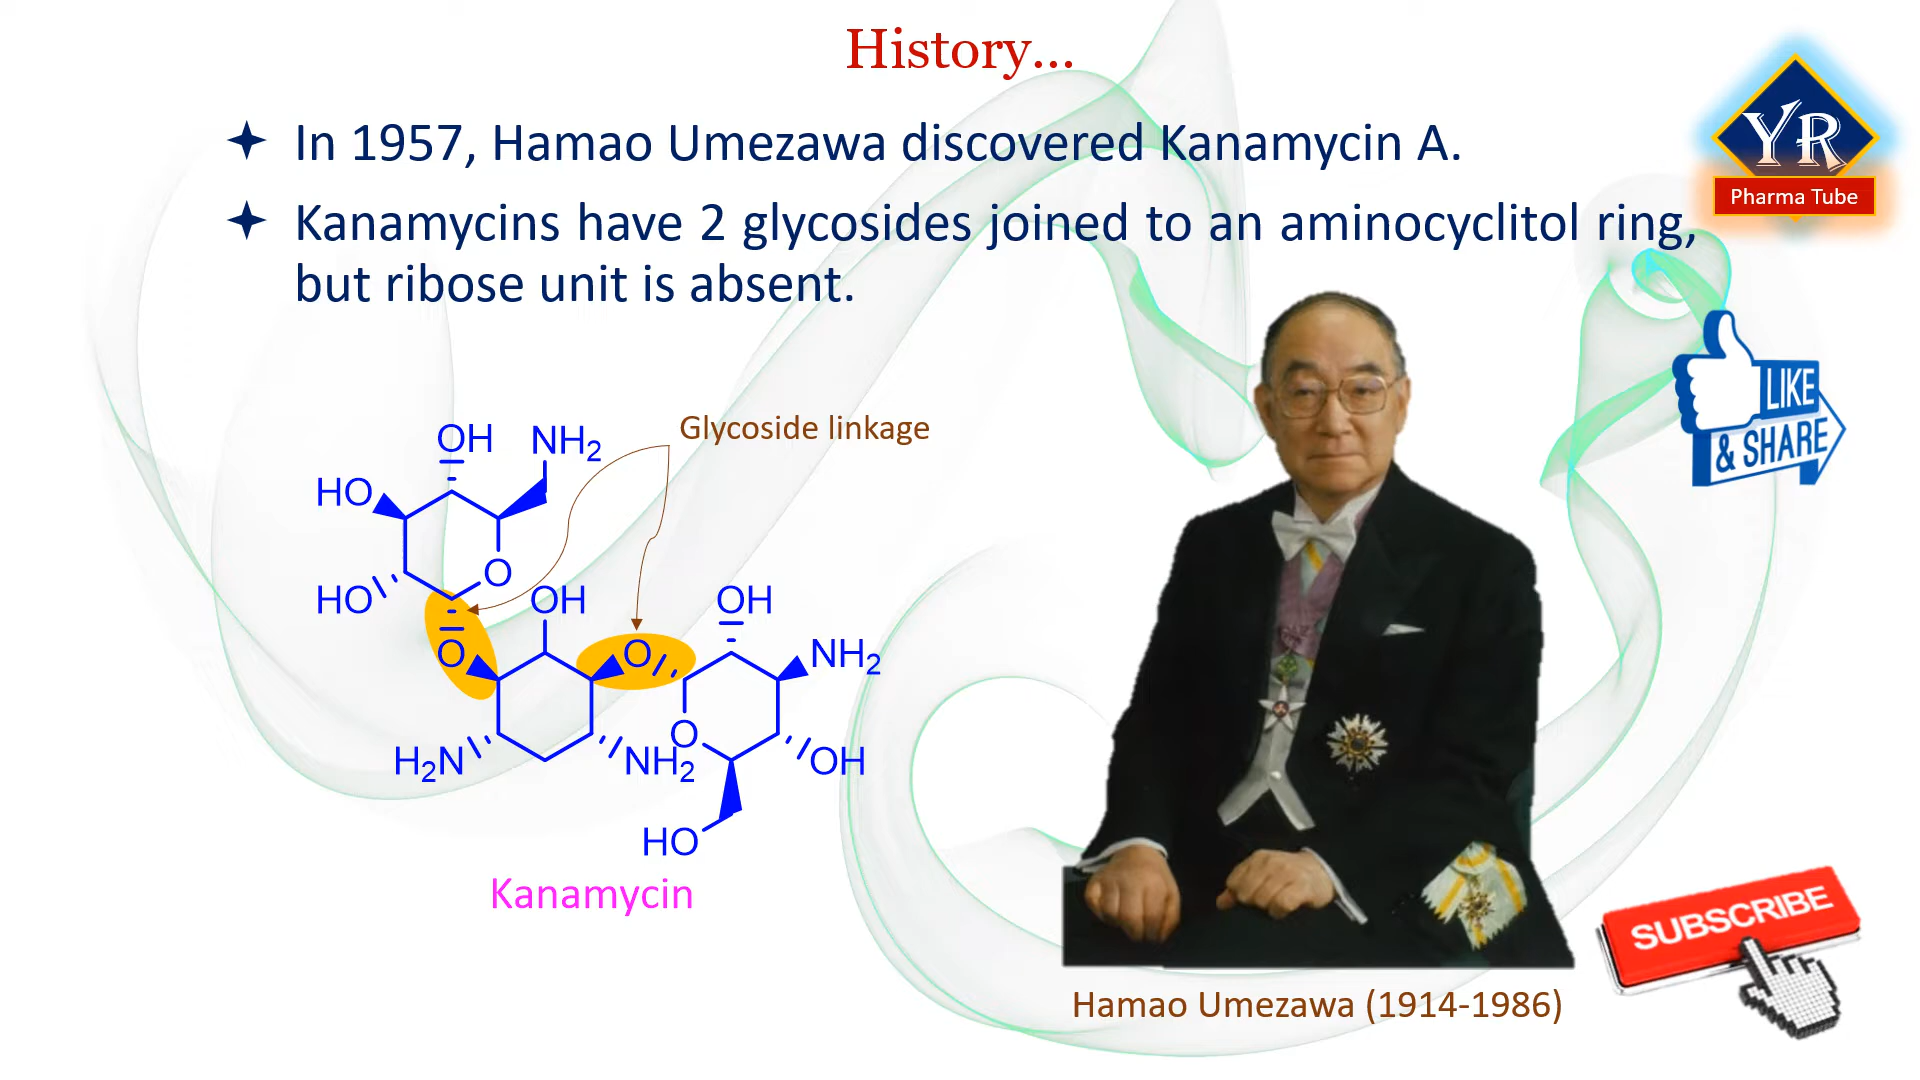 History...
In 1957, Hamao Umezawa discovered Kanamycin A.
Kanamycins have 2 glycosides joined to an aminocyclitol ring,
but ribose unit is absent.
YR
Pharma Tube
LIKE
& SHARE
Glycoside linkage
OH
NH2
HO
O
HO
OH
OH
O
O
NH2
O
H2N
NH2
OH
HO
Kanamycin
SUBSCRIBE
Hamao Umezawa (1914-1986)